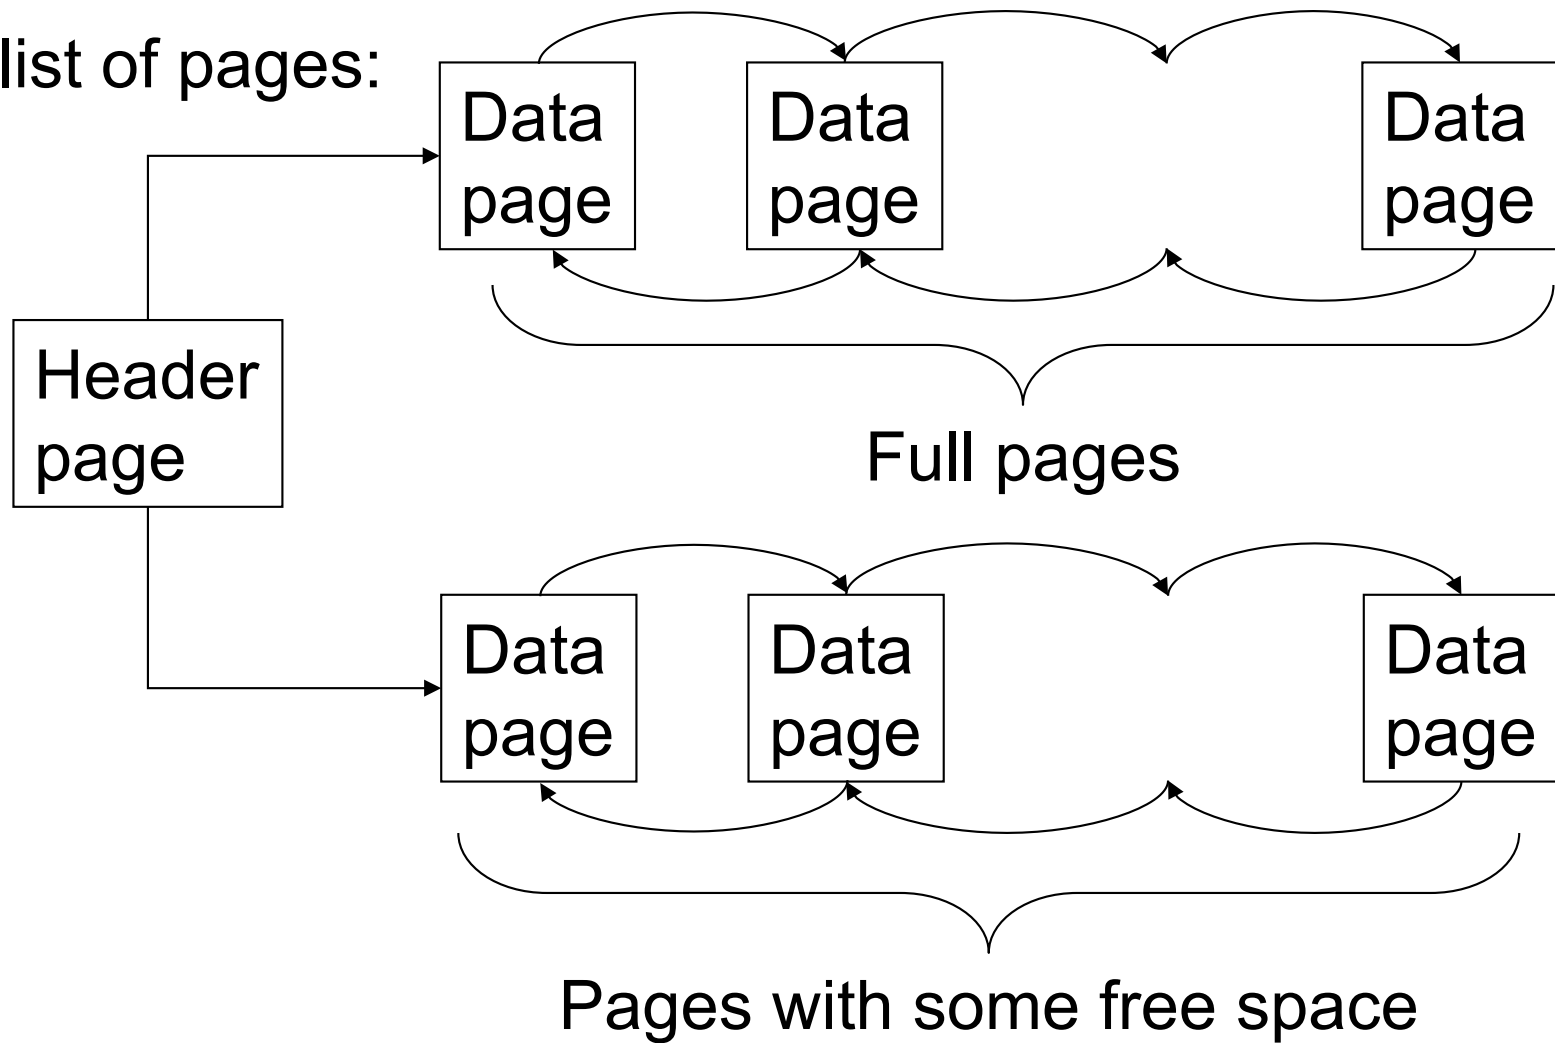 list of pages:
Data
page
Data
page
Data
page
Header
page
Full pages
Data
page
Data
page
Data
page
Pages with some free space